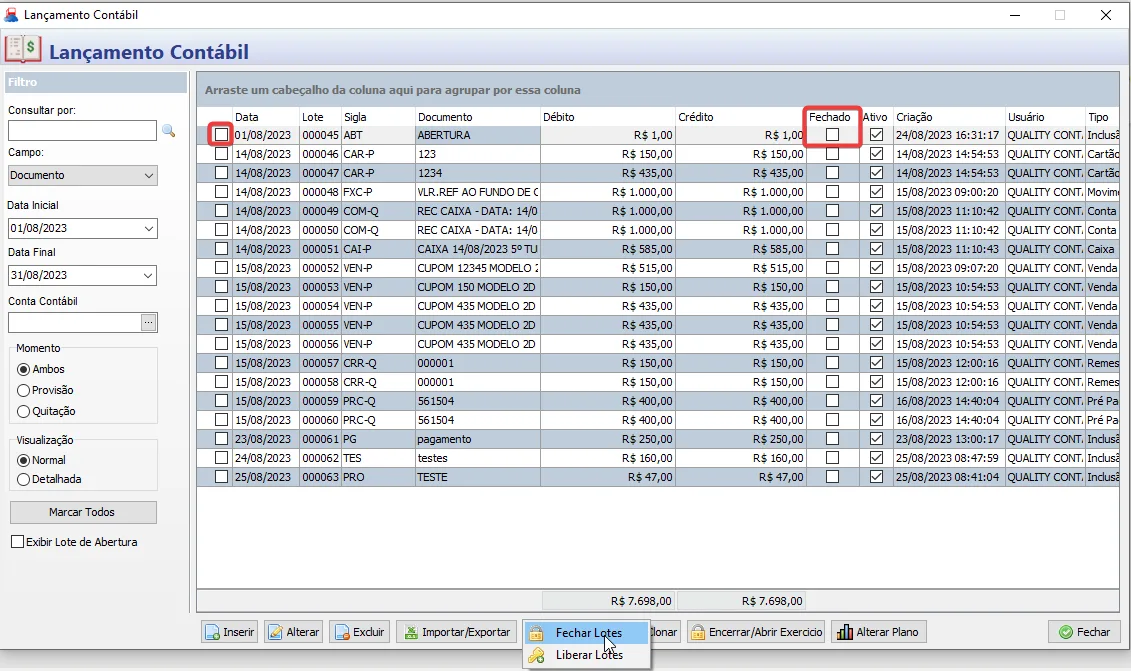 Lançamento Contábil
Lançamento Contábil
Filtro
Consultar por:
Campo:
Documento
Data Inicial
01/08/2023
Data Final
31/08/2023
Conta Contábil
...
Momento
Ambos
Provisão
Quitação
Visualização
Normal
Detalhada
Marcar Todos
Exibir Lote de Abertura
Arraste um cabeçalho da coluna aqui para agrupar por essa coluna
Data Lote Sigla Documento Débito Crédito Fechado Ativo Criação Usuário Tipo
01/08/2023 000045 ABT ABERTURA R$ 1,00 R$ 1,00 24/08/2023 16:31:17 QUALITY CONT. Inclusã
14/08/2023 000046 CAR-P 123 R$ 150,00 R$ 150,00 14/08/2023 14:54:53 QUALITY CONT. Cartão
14/08/2023 000047 CAR-P 1234 R$ 435,00 R$ 435,00 14/08/2023 14:54:53 QUALITY CONT. Cartão
14/08/2023 000048 FXC-P VLR.REF AO FUNDO DE C R$ 1.000,00 R$ 1.000,00 15/08/2023 09:00:20 QUALITY CONT. Movime
14/08/2023 000049 COM-Q REC CAIXA - DATA: 14/0 R$ 1.000,00 R$ 1.000,00 15/08/2023 11:10:42 QUALITY CONT. Conta
14/08/2023 000050 COM-Q REC CAIXA - DATA: 14/0 R$ 1.000,00 R$ 1.000,00 15/08/2023 11:10:42 QUALITY CONT. Conta
14/08/2023 000051 CAI-P CAIXA 14/08/2023 5º TU R$ 585,00 R$ 585,00 15/08/2023 11:10:43 QUALITY CONT. Caixa
15/08/2023 000052 VEN-P CUPOM 12345 MODELO 2 R$ 515,00 R$ 515,00 15/08/2023 09:07:20 QUALITY CONT. Venda
15/08/2023 000053 VEN-P CUPOM 150 MODELO 2D R$ 150,00 R$ 150,00 15/08/2023 10:54:53 QUALITY CONT. Venda
15/08/2023 000054 VEN-P CUPOM 435 MODELO 2D R$ 435,00 R$ 435,00 15/08/2023 10:54:53 QUALITY CONT. Venda
15/08/2023 000055 VEN-P CUPOM 435 MODELO 2D R$ 435,00 R$ 435,00 15/08/2023 10:54:53 QUALITY CONT. Venda
15/08/2023 000056 VEN-P CUPOM 435 MODELO 2D R$ 435,00 R$ 435,00 15/08/2023 10:54:53 QUALITY CONT. Venda
15/08/2023 000057 CRR-Q 000001 R$ 150,00 R$ 150,00 15/08/2023 12:00:16 QUALITY CONT. Remes
15/08/2023 000058 CRR-Q 000001 R$ 150,00 R$ 150,00 15/08/2023 12:00:16 QUALITY CONT. Remes
15/08/2023 000059 PRC-Q 561504 R$ 400,00 R$ 400,00 16/08/2023 14:40:04 QUALITY CONT. Pré Pa
15/08/2023 000060 PRC-Q 561504 R$ 400,00 R$ 400,00 16/08/2023 14:40:04 QUALITY CONT. Pré Pa
23/08/2023 000061 PG pagamento R$ 250,00 R$ 250,00 23/08/2023 13:00:17 QUALITY CONT. Inclusã
24/08/2023 000062 TES testes R$ 160,00 R$ 160,00 25/08/2023 08:47:59 QUALITY CONT. Inclusã
25/08/2023 000063 PRO TESTE R$ 47,00 R$ 47,00 25/08/2023 08:41:04 QUALITY CONT. Inclusã
R$ 7.698,00 R$ 7.698,00
Inserir Alterar Excluir Importar/Exportar lonar Encerrar/Abrir Exercicio Alterar Plano Fechar
Fechar Lotes
Liberar Lotes